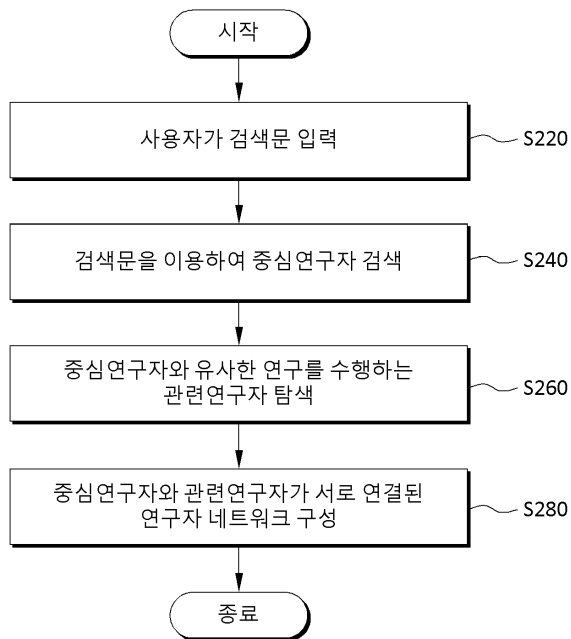 시작
사용자가 검색문 입력
S220
검색문을 이용하여 중심연구자 검색
S240
중심연구자와 유사한 연구를 수행하는
관련연구자 탐색
S260
중심연구자와 관련연구자가 서로 연결된
연구자 네트워크 구성
S280
종료